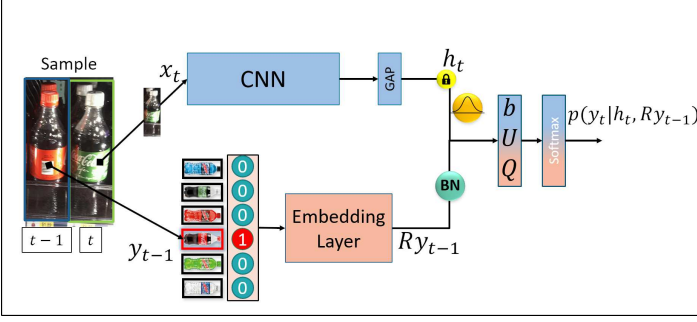 Sample
x_t
CNN
GAP
h_t
b
U
Q
Softmax
p(y_t|h_t, Ry_{t-1})
t − 1
t
y_{t-1}
0
0
0
1
0
0
Embedding
Layer
Ry_{t-1}
BN